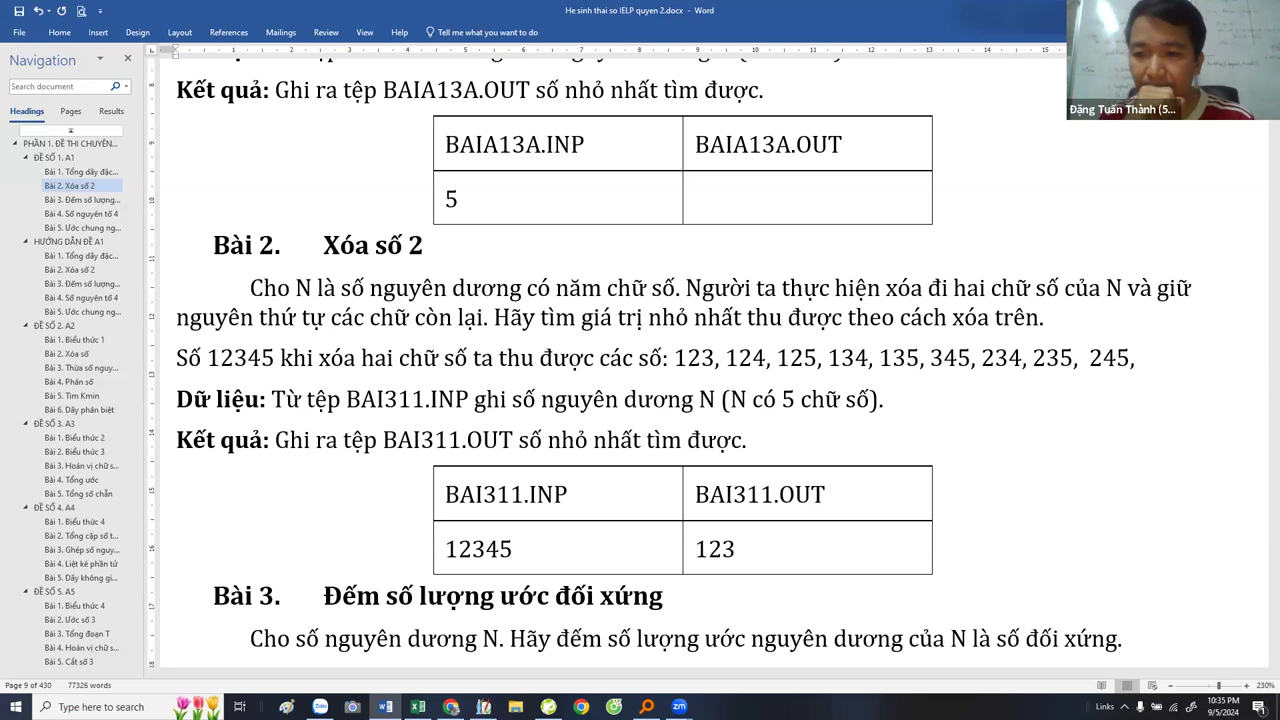 He sinh thai so IELP quyen 2.docx - Word
File Home Insert Design Layout References Mailings Review View Help Tell me what you want to do
Navigation
Search document
Headings Pages Results
PHẦN 1. ĐỀ THI CHUYÊN...
ĐỀ SỐ 1. A1
Bài 1. Tổng dãy đặc...
Bài 2. Xóa số 2
Bài 3. Đếm số lượng...
Bài 4. Số nguyên tố 4
Bài 5. Ước chung ng...
HƯỚNG DẪN ĐỀ A1
Bài 1. Tổng dãy đặc...
Bài 2. Xóa số 2
Bài 3. Đếm số lượng...
Bài 4. Số nguyên tố 4
Bài 5. Ước chung ng...
ĐỀ SỐ 2. A2
Bài 1. Biểu thức 1
Bài 2. Xóa số
Bài 3. Thừa số nguy...
Bài 4. Phân số
Bài 5. Tìm Kmin
Bài 6. Dãy phân biệt
ĐỀ SỐ 3. A3
Bài 1. Biểu thức 2
Bài 2. Biểu thức 3
Bài 3. Hoán vị chữ s...
Bài 4. Tổng ước
Bài 5. Tổng số chẵn
ĐỀ SỐ 4. A4
Bài 1. Biểu thức 4
Bài 2. Tổng cặp số t...
Bài 3. Ghép số nguy...
Bài 4. Liệt kê phần tử
Bài 5. Dãy không gi...
ĐỀ SỐ 5. A5
Bài 1. Biểu thức 4
Bài 2. Ước số 3
Bài 3. Tổng đoạn T
Bài 4. Hoán vị chữ s...
Bài 5. Cắt số 3
Kết quả: Ghi ra tệp BAIA13A.OUT số nhỏ nhất tìm được.
BAIA13A.INP BAIA13A.OUT
5
Bài 2. Xóa số 2
Cho N là số nguyên dương có năm chữ số. Người ta thực hiện xóa đi hai chữ số của N và giữ
nguyên thứ tự các chữ còn lại. Hãy tìm giá trị nhỏ nhất thu được theo cách xóa trên.
Số 12345 khi xóa hai chữ số ta thu được các số: 123, 124, 125, 134, 135, 345, 234, 235, 245,
Dữ liệu: Từ tệp BAI311.INP ghi số nguyên dương N (N có 5 chữ số).
Kết quả: Ghi ra tệp BAI311.OUT số nhỏ nhất tìm được.
BAI311.INP BAI311.OUT
12345 123
Bài 3. Đếm số lượng ước đối xứng
Cho số nguyên dương N. Hãy đếm số lượng ước nguyên dương của N là số đối xứng.
Đặng Tuấn Thành (5...
Page 9 of 430 77326 words
230%
Type here to search
Links
10:35 PM
9/5/2024